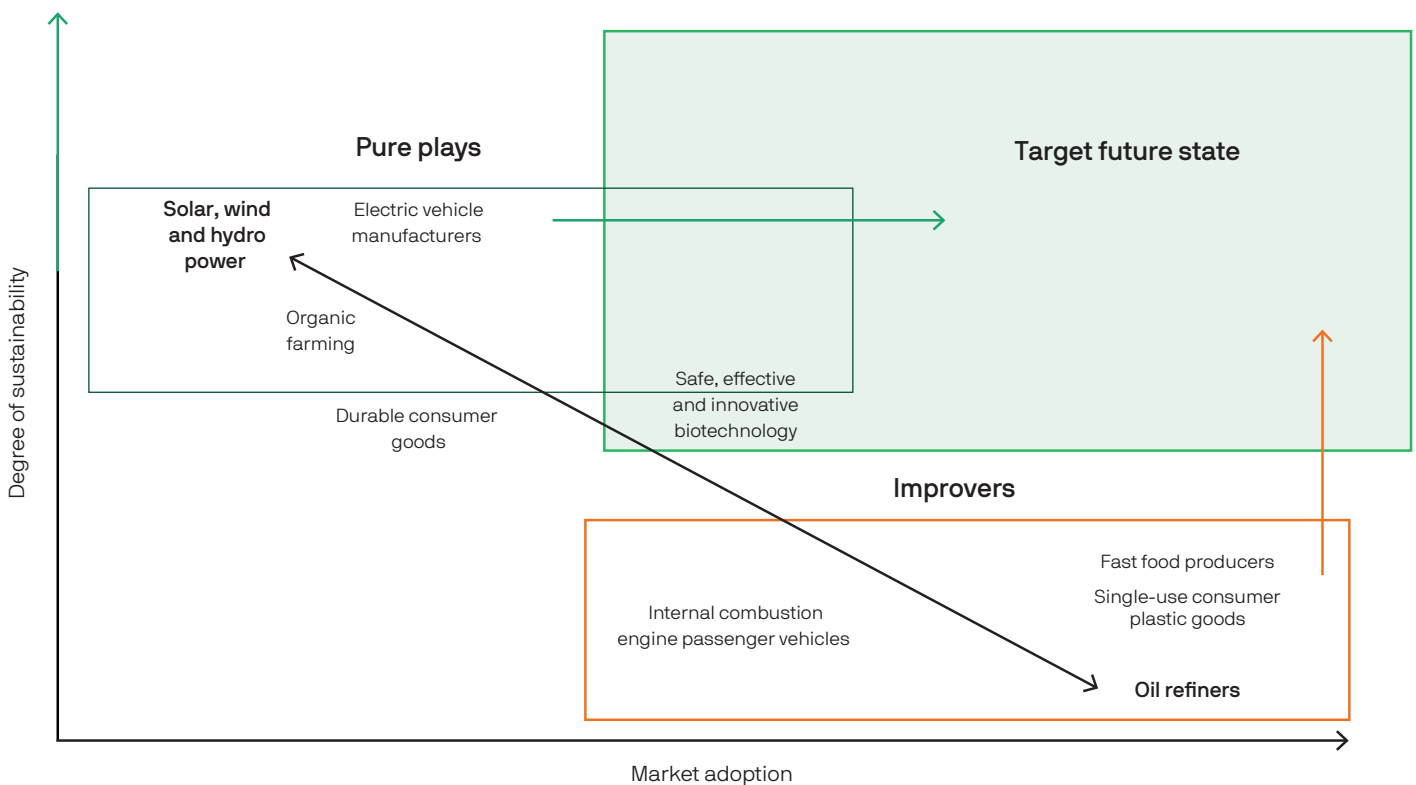 Pure plays
Target future state
Solar, wind
and hydro
power
Electric vehicle
manufacturers
Organic
farming
Durable consumer
goods
Safe, effective
and innovative
biotechnology
Degree of sustainability
Improvers
Fast food producers
Single-use consumer
plastic goods
Internal combustion
engine passenger vehicles
Oil refiners
Market adoption